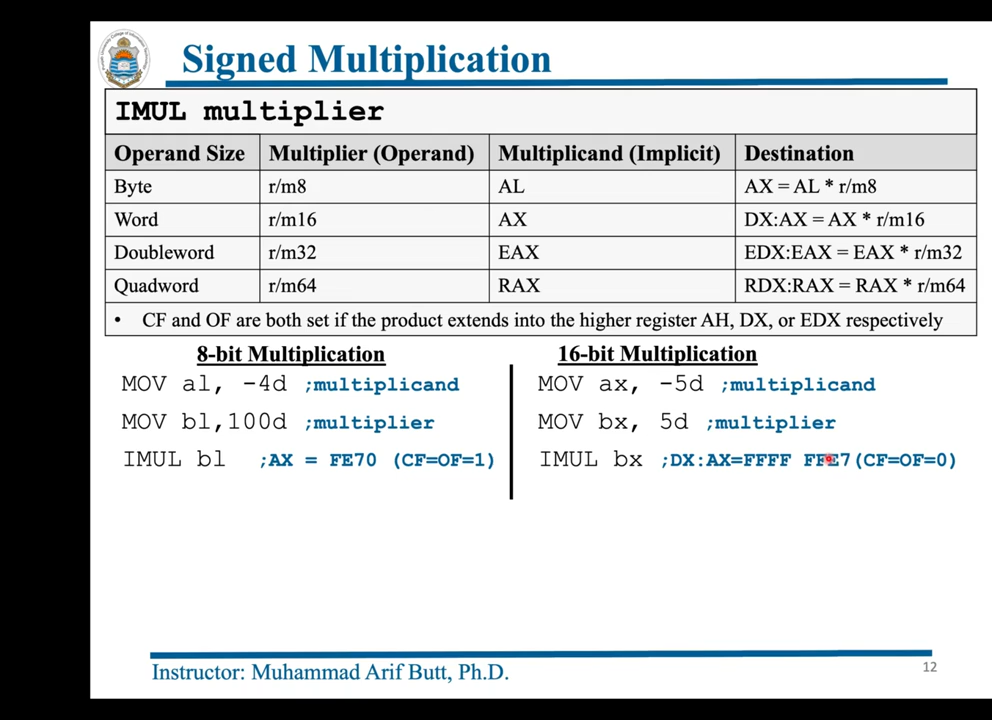 Signed Multiplication
IMUL multiplier
Operand Size Multiplier (Operand) Multiplicand (Implicit) Destination
Byte r/m8 AL AX = AL * r/m8
Word r/m16 AX DX:AX = AX * r/m16
Doubleword r/m32 EAX EDX:EAX = EAX * r/m32
Quadword r/m64 RAX RDX:RAX = RAX * r/m64
• CF and OF are both set if the product extends into the higher register AH, DX, or EDX respectively
8-bit Multiplication
MOV al, -4d ;multiplicand
MOV bl,100d ;multiplier
IMUL bl ;AX = FE70 (CF=OF=1)
16-bit Multiplication
MOV ax, -5d ;multiplicand
MOV bx, 5d ;multiplier
IMUL bx ;DX:AX=FFFF FFE7(CF=OF=0)
Instructor: Muhammad Arif Butt, Ph.D.
12